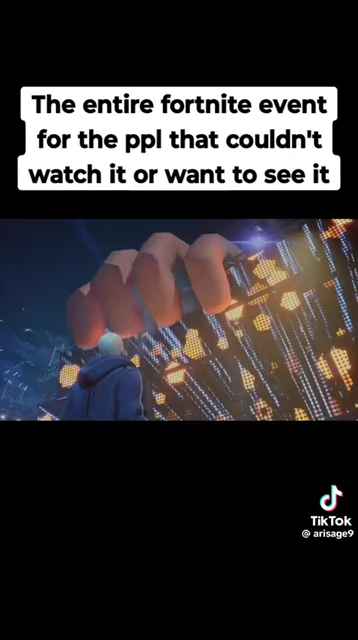 The entire fortnite event
for the ppl that couldn't
watch it or want to see it
TikTok
@ arisage9